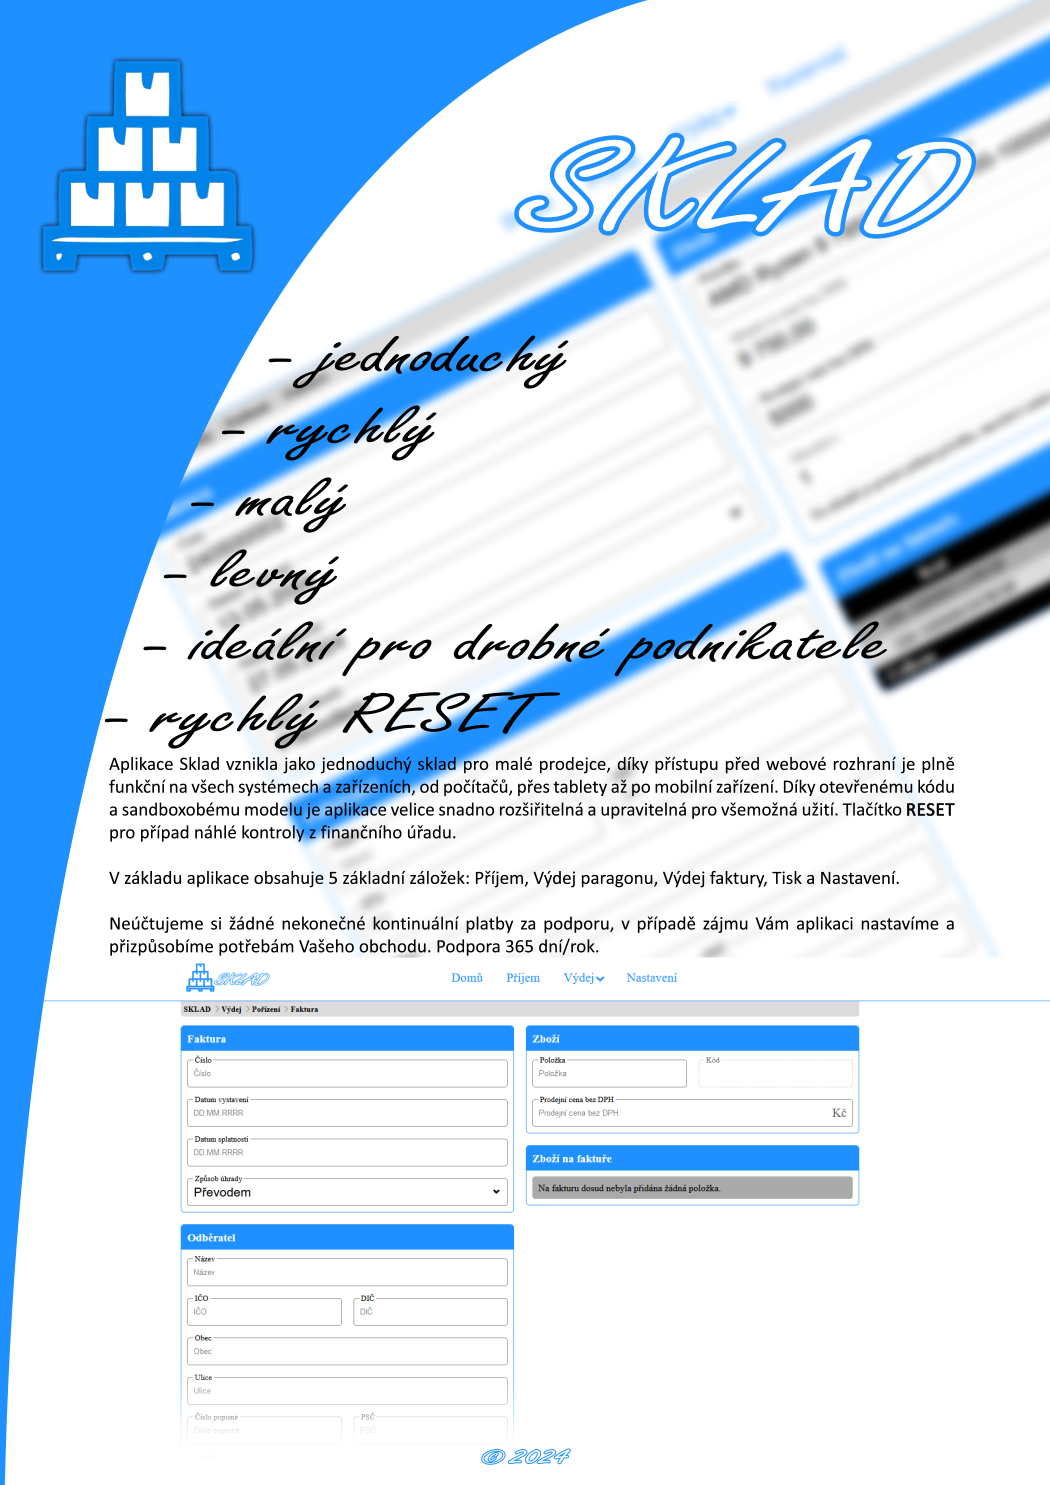 SKLAD
– jednoduchý
– rychlý
– malý
– levný
– ideální pro drobné podnikatele
– rychlý RESET
Aplikace Sklad vznikla jako jednoduchý sklad pro malé prodejce, díky přístupu před webové rozhraní je plně
funkční na všech systémech a zařízeních, od počítačů, přes tablety až po mobilní zařízení. Díky otevřenému kódu
a sandboxobému modelu je aplikace velice snadno rozšiřitelná a upravitelná pro všemožná užití. Tlačítko RESET
pro případ náhlé kontroly z finančního úřadu.
V základu aplikace obsahuje 5 základní záložek: Příjem, Výdej paragonu, Výdej faktury, Tisk a Nastavení.
Neúčtujeme si žádné nekonečné kontinuální platby za podporu, v případě zájmu Vám aplikaci nastavíme a
přizpůsobíme potřebám Vašeho obchodu. Podpora 365 dní/rok.
SKLAD Domů Příjem Výdej Nastavení
SKLAD > Výdej > Pořízení > Faktura
Faktura
Číslo
Číslo
Datum vystavení
DD.MM.RRRR
Datum splatnosti
DD.MM.RRRR
Způsob úhrady
Převodem
Zboží
Položka Kód
Položka
Prodejní cena bez DPH
Prodejní cena bez DPH Kč
Zboží na faktuře
Na fakturu dosud nebyla přidána žádná položka.
Odběratel
Název
Název
IČO DIČ
IČO DIČ
Obec
Obec
Ulice
Ulice
Číslo popisné PSČ
Číslo popisné PSČ
@ 2024